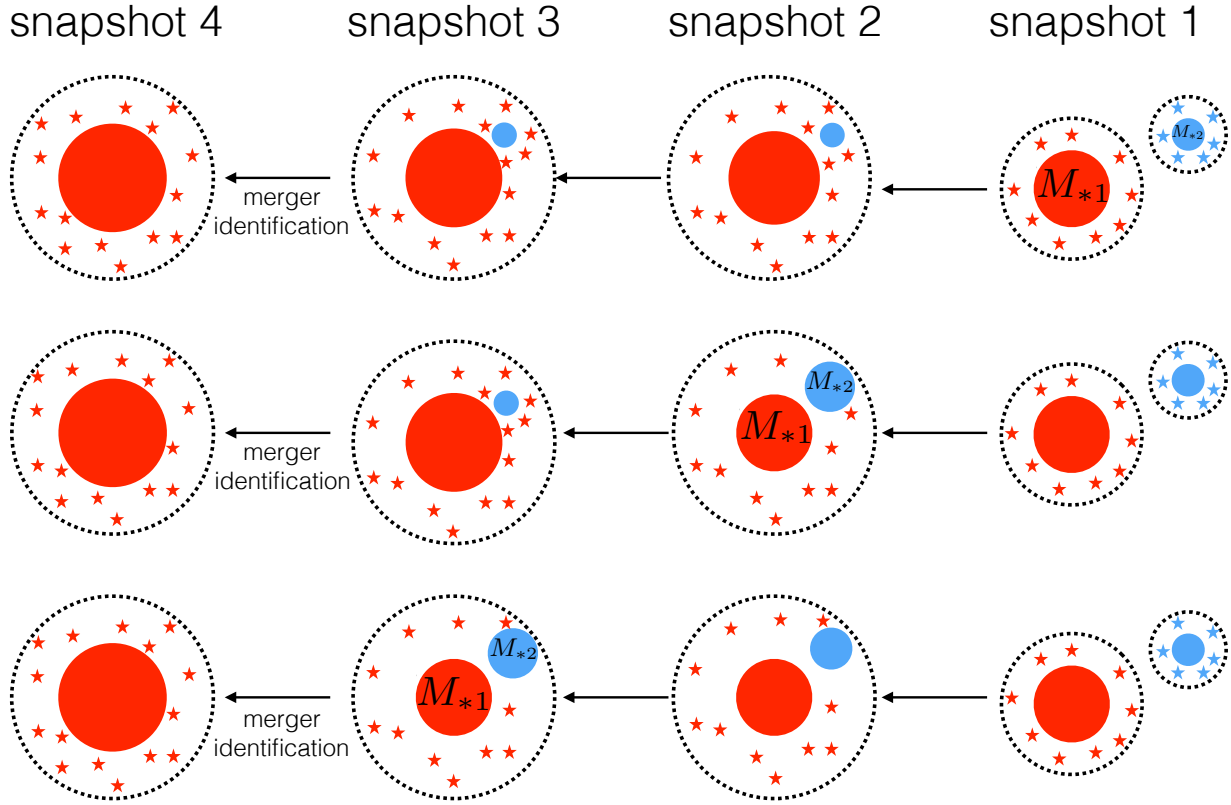 snapshot 4 snapshot 3 snapshot 2 snapshot 1
M*2
M*1
merger
identification
M*2
M*1
merger
identification
M*2
M*1
merger
identification